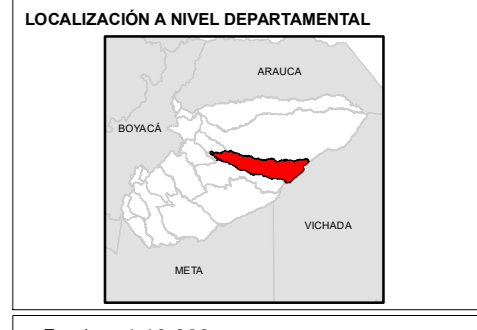 LOCALIZACIÓN A NIVEL DEPARTAMENTAL
ARAUCA
BOYACÁ
VICHADA
META